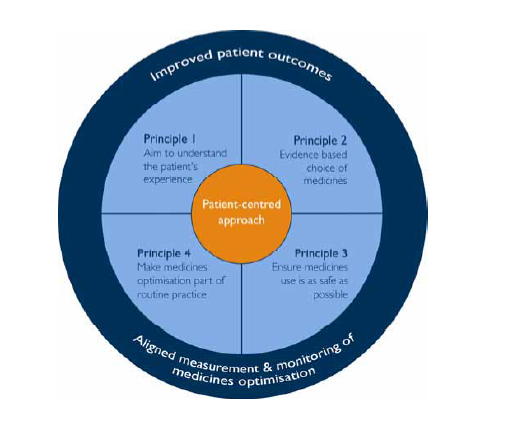 Improved patient outcomes
Principle 1
Aim to understand
the patient's
experience
Principle 2
Evidence based
choice of
medicines
Patient-centred
approach
Principle 4
Make medicines
optimisation part of
routine practice
Principle 3
Ensure medicines
use is as safe as
possible
Aligned measurement & monitoring of
medicines optimisation